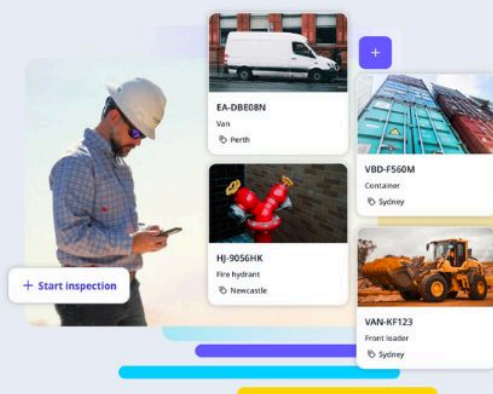 EA-DBE08N
Van
Perth
HJ-9056HK
Fire hydrant
Newcastle
+
VBD-F560M
Container
Sydney
VAN-KF123
Front loader
Sydney
+ Start inspection